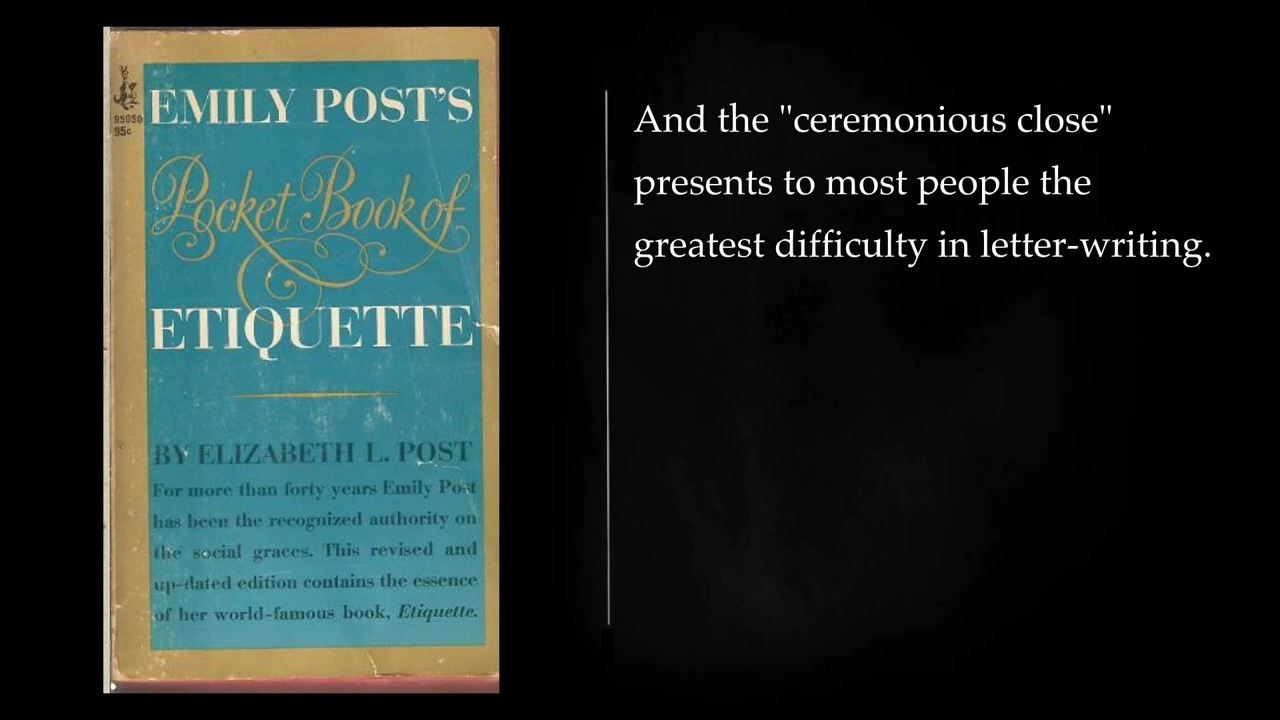 95050
95c
EMILY POST'S
Pocket Book of
ETIQUETTE
BY ELIZABETH L. POST
For more than forty years Emily Post
has been the recognized authority on
the social graces. This revised and
up-dated edition contains the essence
of her world-famous book, Etiquette.
And the "ceremonious close"
presents to most people the
greatest difficulty in letter-writing.